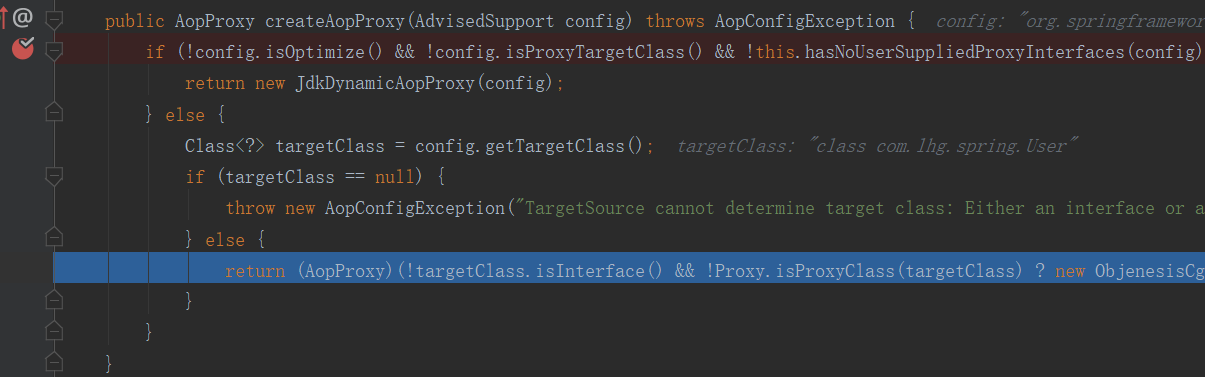 @ public AopProxy createAopProxy(AdvisedSupport config) throws AopConfigException { config: "org.springframewor
if (!config.isOptimize() && !config.isProxyTargetClass() && !this.hasNoUserSuppliedProxyInterfaces(config)
return new JdkDynamicAopProxy(config);
} else {
Class<?> targetClass = config.getTargetClass(); targetClass: "class com.lhg.spring.User"
if (targetClass == null) {
throw new AopConfigException("TargetSource cannot determine target class: Either an interface or a
} else {
return (AopProxy)(!targetClass.isInterface() && !Proxy.isProxyClass(targetClass) ? new ObjenesisCg
}
}
}